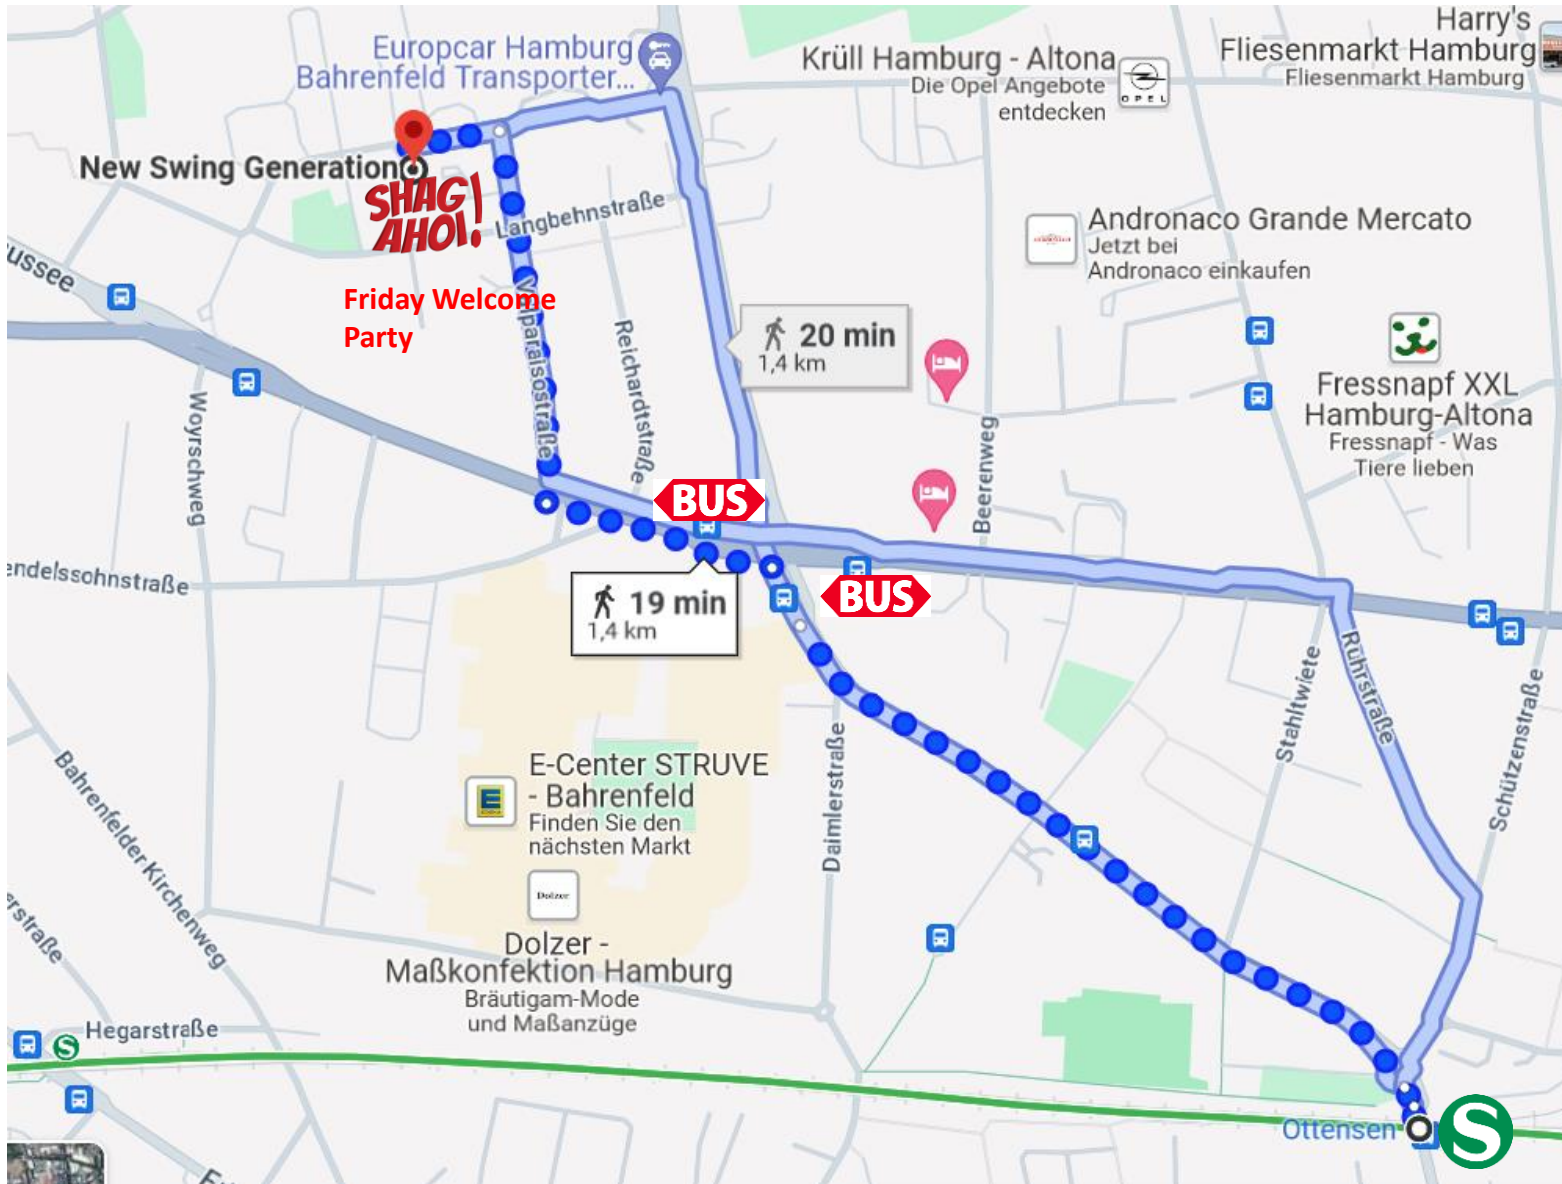 Harry's
Fliesenmarkt Hamburg
Fliesenmarkt Hamburg
Europcar Hamburg
Bahrenfeld Transporter...
Krüll Hamburg - Altona
Die Opel Angebote
entdecken
OPEL
New Swing Generation
SHAG
AHOI!
Langbehnstraße
ussee
Friday Welcome
Party
Valparaisostraße
Reichardtstraße
20 min
1,4 km
Andronaco Grande Mercato
Jetzt bei
Andronaco einkaufen
Fressnapf XXL
Hamburg-Altona
Fressnapf - Was
Tiere lieben
Woyrschweg
Beerenweg
BUS
endelssohnstraße
19 min
1,4 km
BUS
Ruhrstraße
Stahltwiete
Schützenstraße
E-Center STRUVE
- Bahrenfeld
Finden Sie den
nächsten Markt
E
Daimlerstraße
Bahrenfelder Kirchenweg
Dolzer
Dolzer -
Maßkonfektion Hamburg
Bräutigam-Mode
und Maßanzüge
erstraße
Hegarstraße
S
Ottensen
S